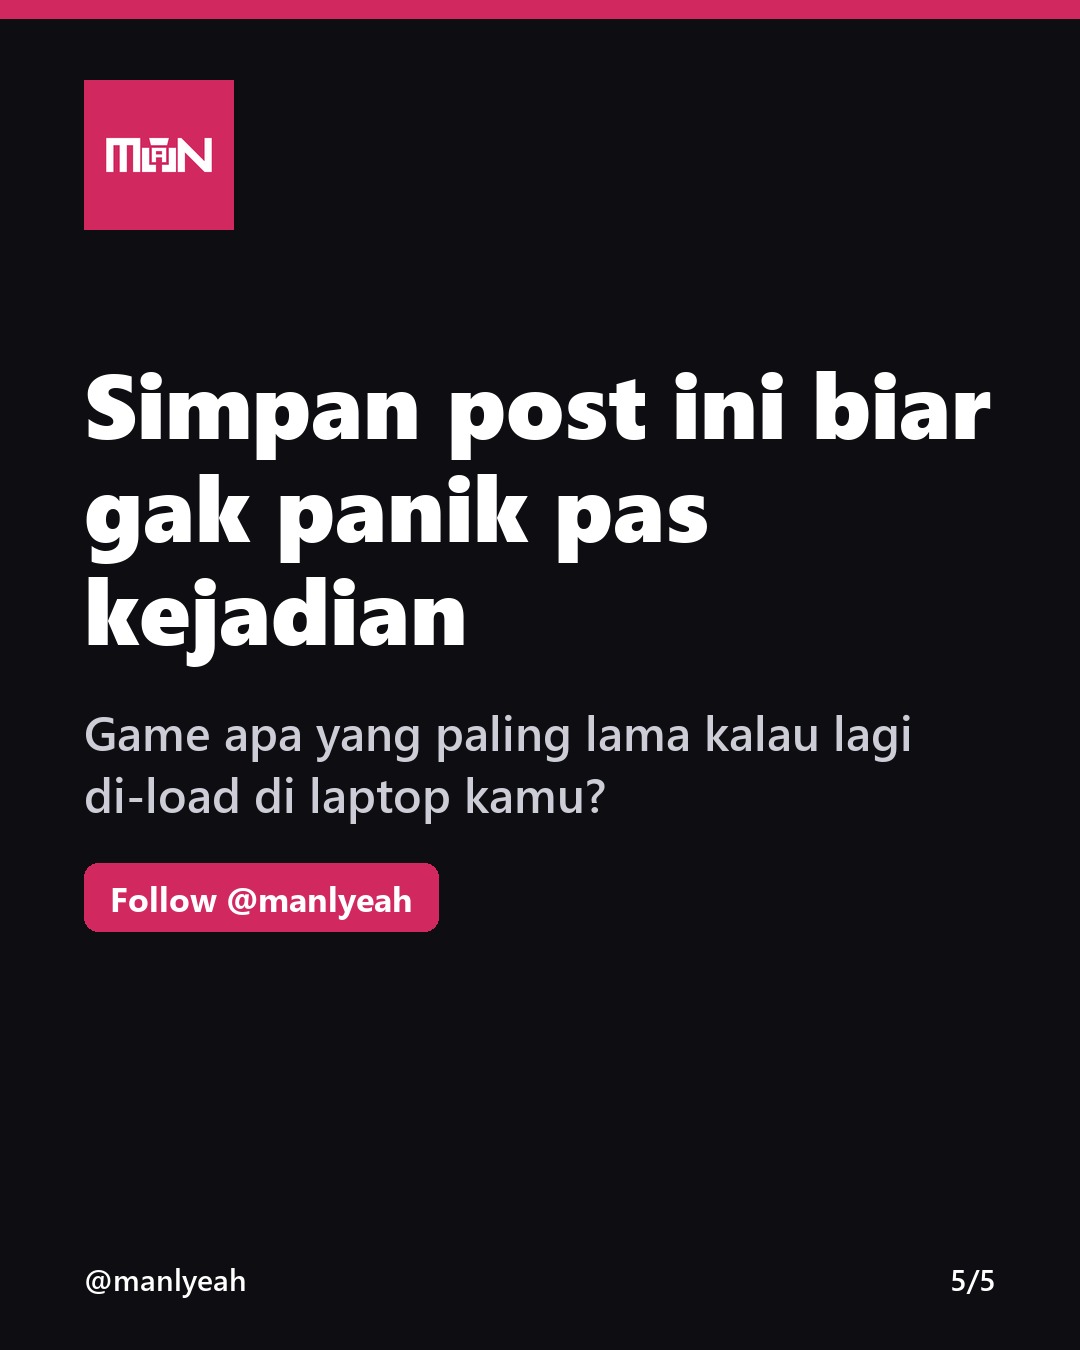 MAN
Simpan post ini biar
gak panik pas
kejadian
Game apa yang paling lama kalau lagi
di-load di laptop kamu?
Follow @manlyeah
@manlyeah
5/5